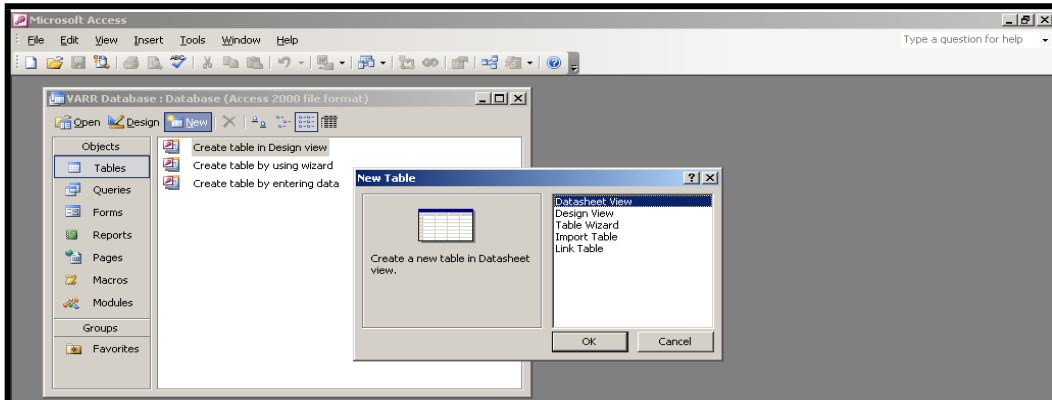 Microsoft Access
File Edit View Insert Tools Window Help
Type a question for help
VARR Database : Database (Access 2000 file format)
Open Design New
Objects
Tables
Queries
Forms
Reports
Pages
Macros
Modules
Groups
Favorites
Create table in Design view
Create table by using wizard
Create table by entering data
New Table
Create a new table in Datasheet
view.
Datasheet View
Design View
Table Wizard
Import Table
Link Table
OK Cancel